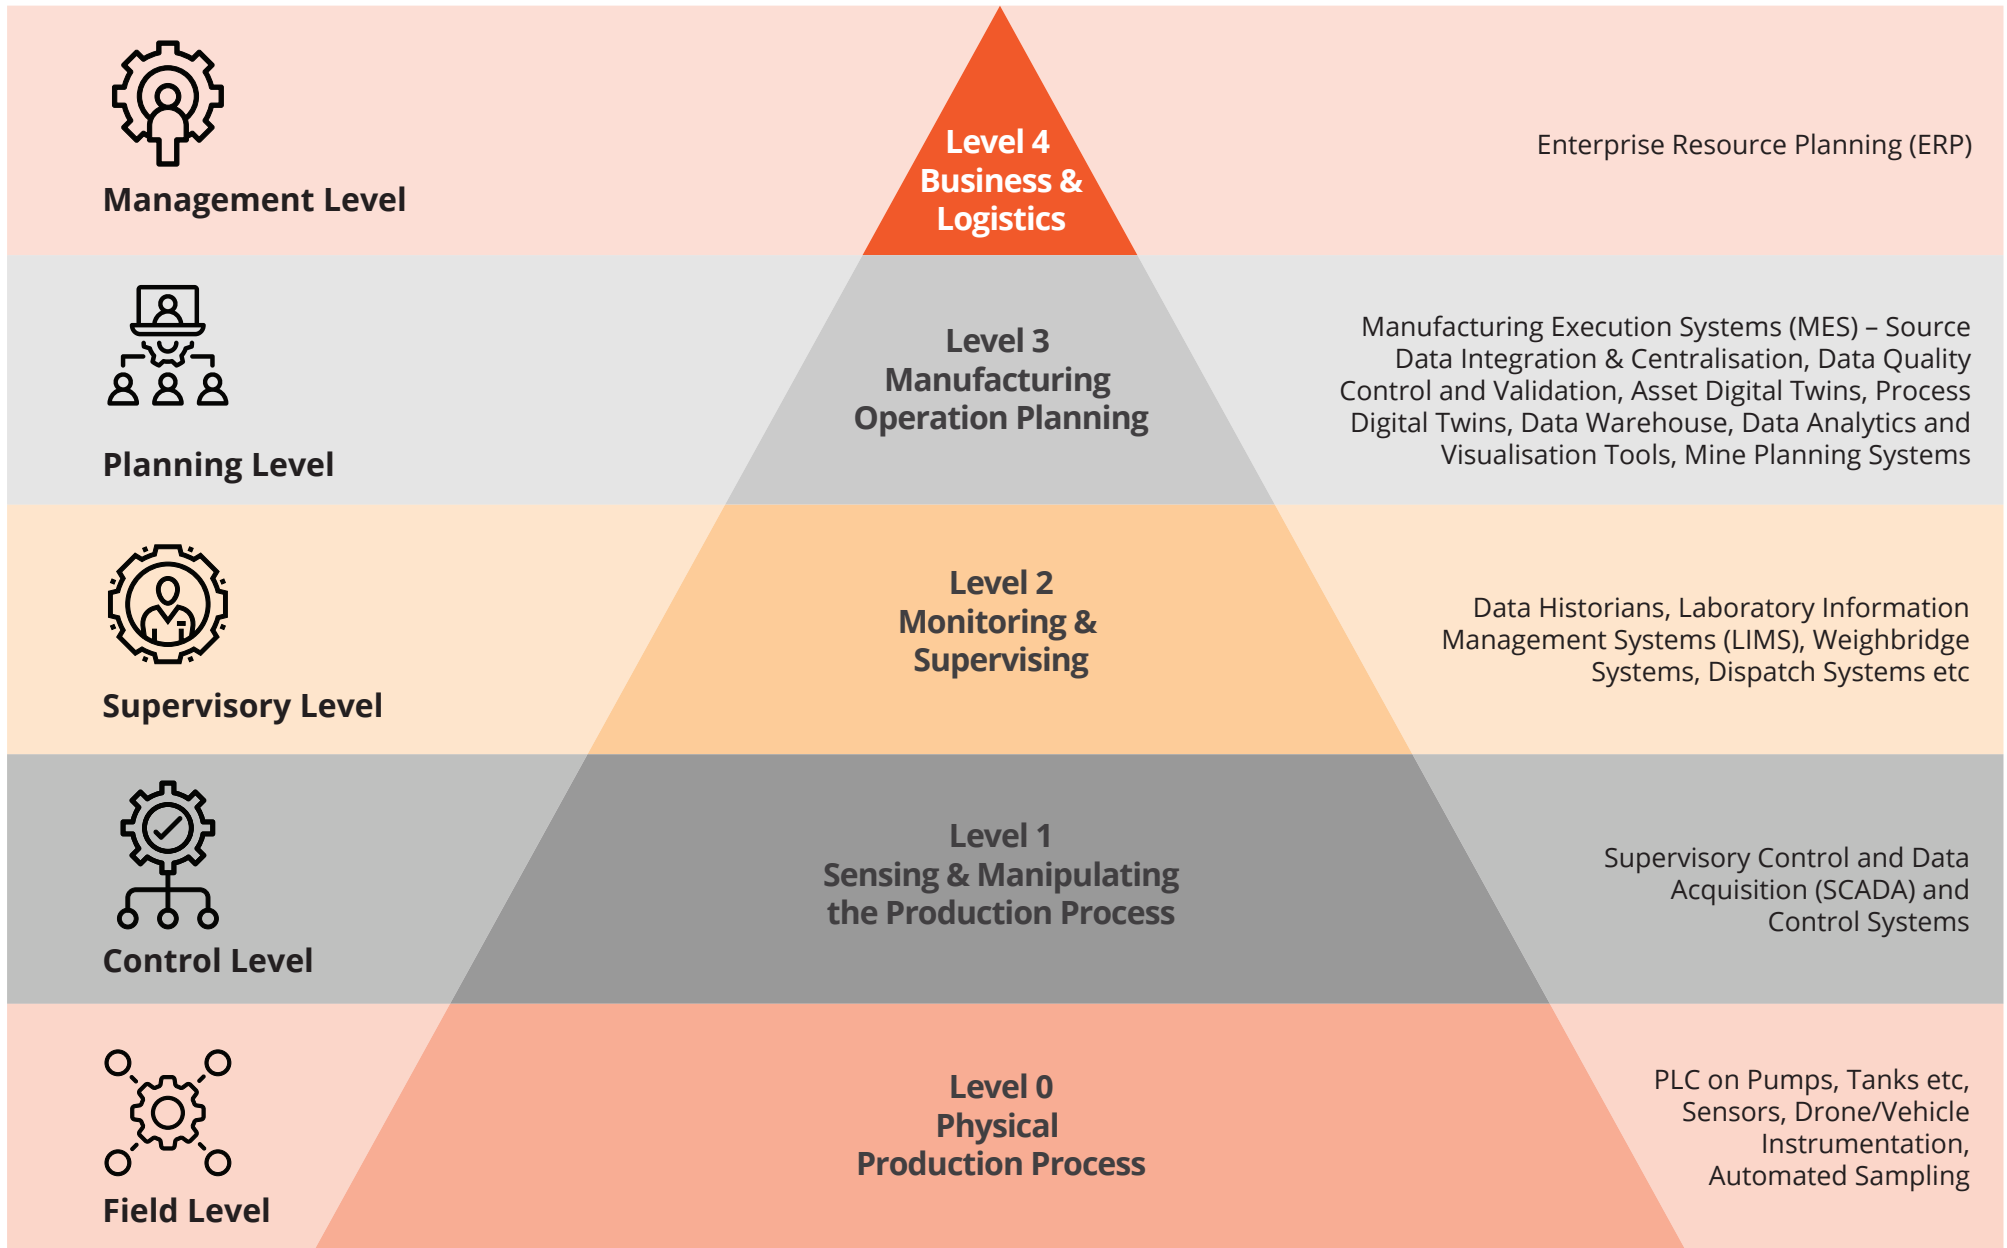 Management Level
Level 4
Business &
Logistics
Enterprise Resource Planning (ERP)
Planning Level
Level 3
Manufacturing
Operation Planning
Manufacturing Execution Systems (MES) – Source
Data Integration & Centralisation, Data Quality
Control and Validation, Asset Digital Twins, Process
Digital Twins, Data Warehouse, Data Analytics and
Visualisation Tools, Mine Planning Systems
Supervisory Level
Level 2
Monitoring &
Supervising
Data Historians, Laboratory Information
Management Systems (LIMS), Weighbridge
Systems, Dispatch Systems etc
Control Level
Level 1
Sensing & Manipulating
the Production Process
Supervisory Control and Data
Acquisition (SCADA) and
Control Systems
Field Level
Level 0
Physical
Production Process
PLC on Pumps, Tanks etc,
Sensors, Drone/Vehicle
Instrumentation,
Automated Sampling